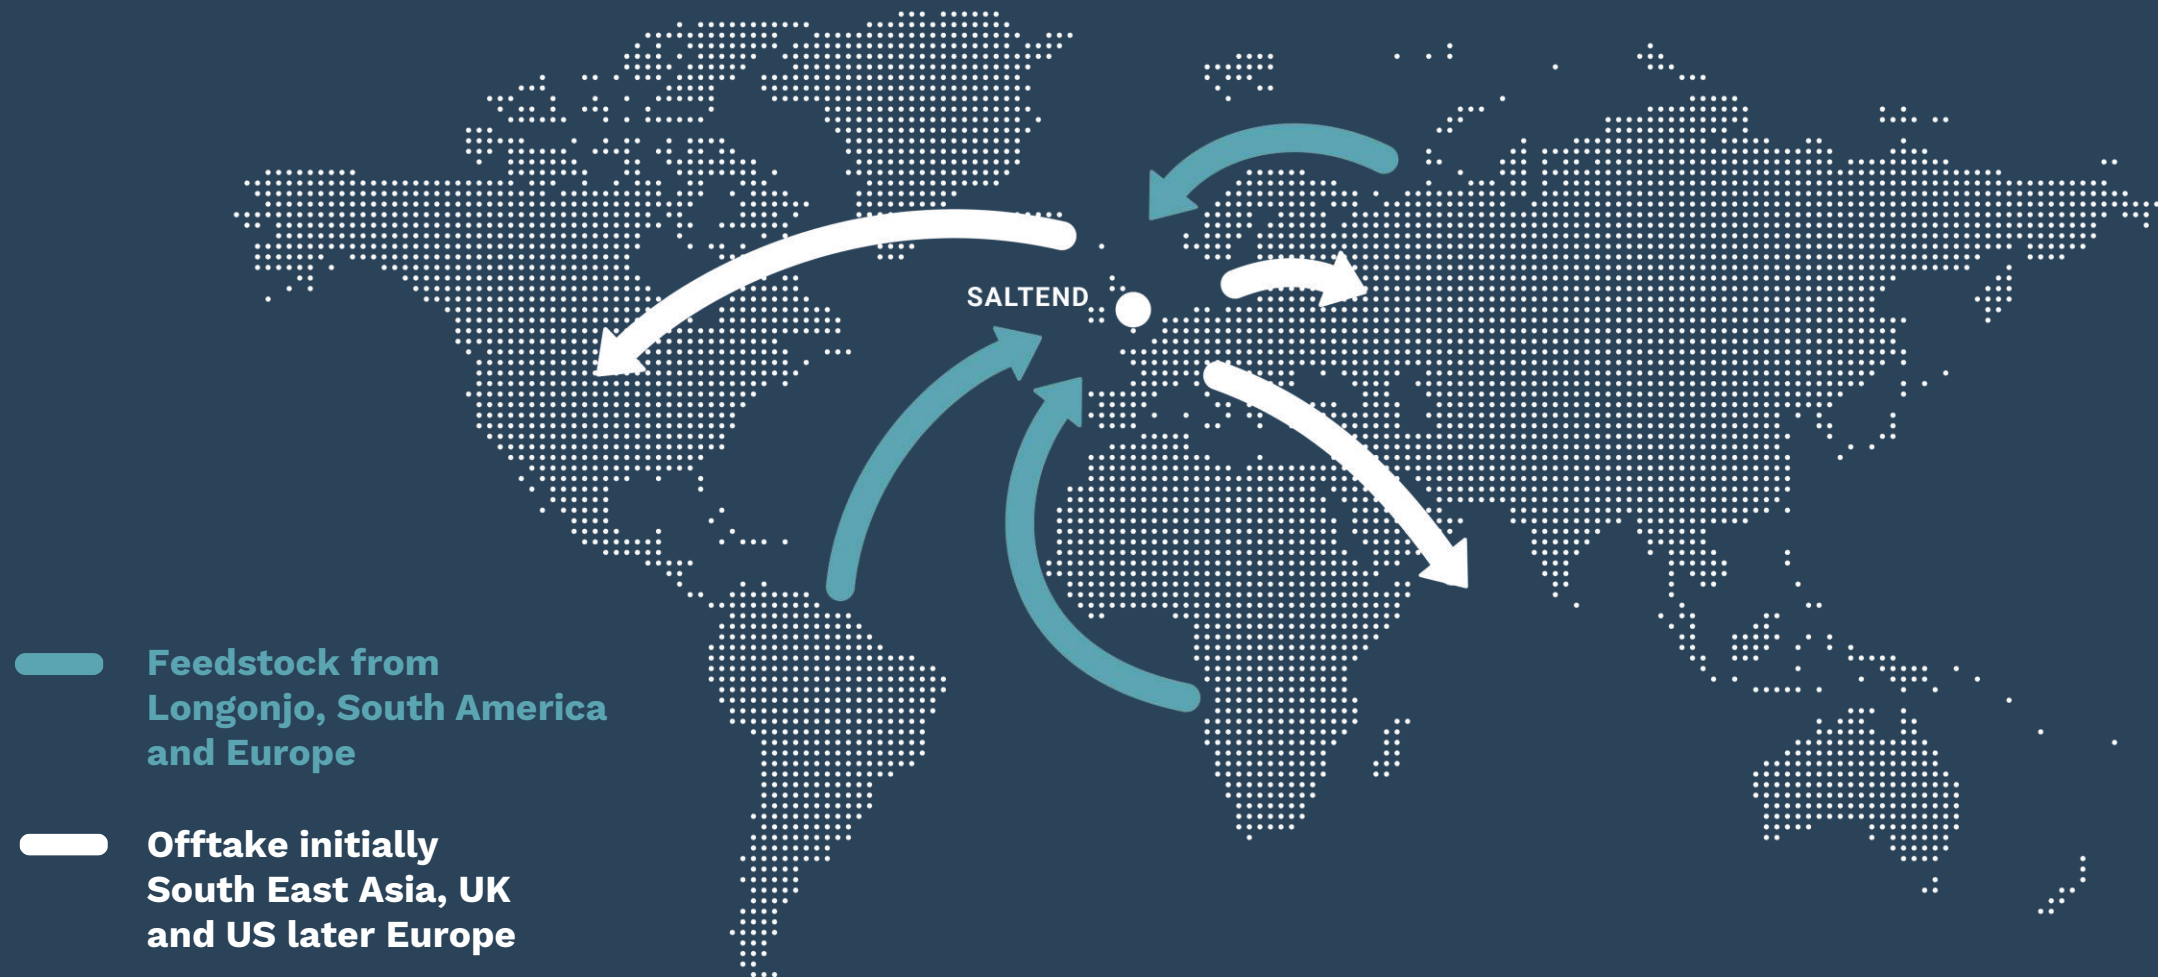 SALTEND
Feedstock from
Longonjo, South America
and Europe
Offtake initially
South East Asia, UK
and US later Europe